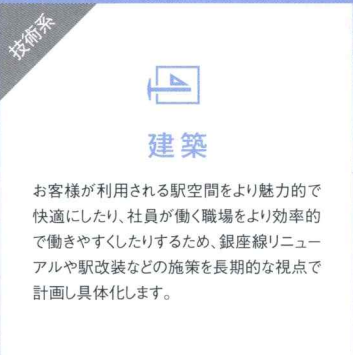 技術系
建築
お客様が利用される駅空間をより魅力的で
快適にしたり、社員が働く職場をより効率的
で働きやすくしたりするため、銀座線リニュー
アルや駅改装などの施策を長期的な視点で
計画し具体化します。